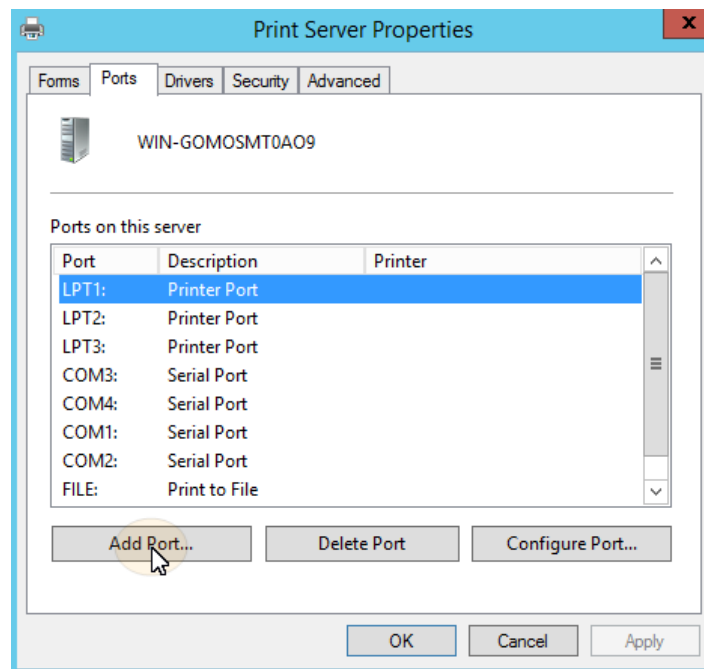 Print Server Properties
x
Forms Ports Drivers Security Advanced
WIN-GOMOSMT0AO9
Ports on this server
Port Description Printer
LPT1: Printer Port
LPT2: Printer Port
LPT3: Printer Port
COM3: Serial Port
COM4: Serial Port
COM1: Serial Port
COM2: Serial Port
FILE: Print to File
Add Port... Delete Port Configure Port...
OK Cancel Apply